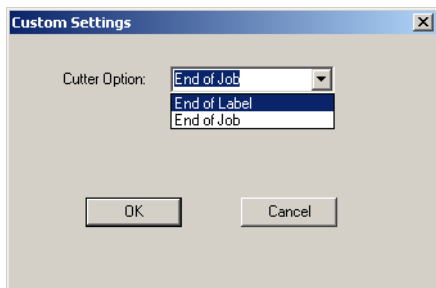 Custom Settings
Cutter Option: End of Job
End of Label
End of Job
OK Cancel